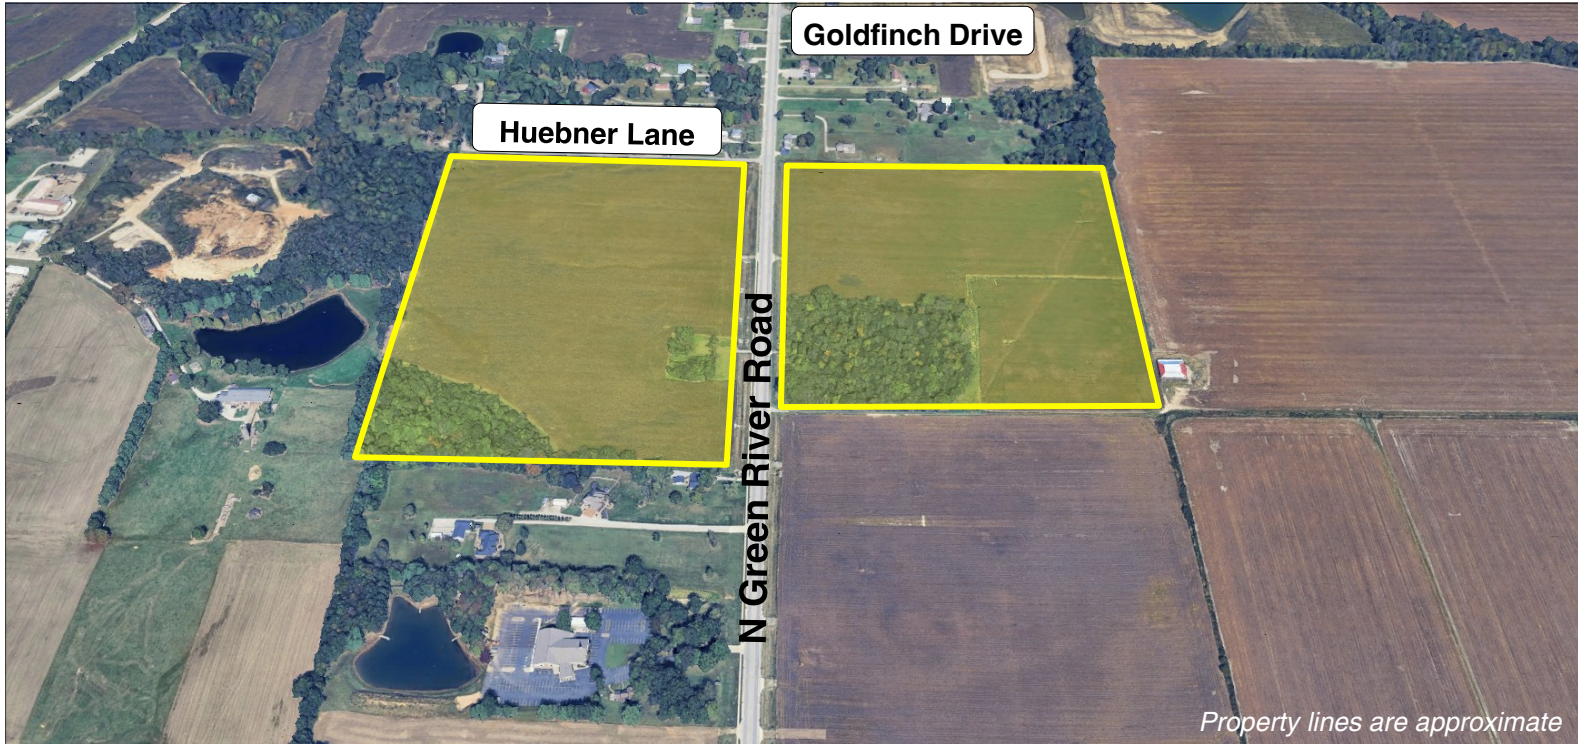 Goldfinch Drive
Huebner Lane
N Green River Road
Property lines are approximate